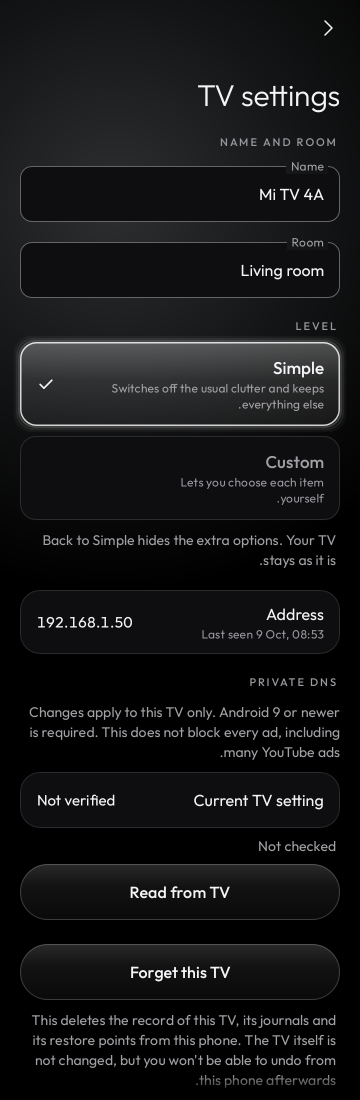 TV settings
NAME AND ROOM
Name
Mi TV 4A
Room
Living room
LEVEL
Simple
Switches off the usual clutter and keeps
.everything else
Custom
Lets you choose each item
.yourself
Back to Simple hides the extra options. Your TV
.stays as it is
Address
Last seen 9 Oct, 08:53
192.168.1.50
PRIVATE DNS
Changes apply to this TV only. Android 9 or newer
is required. This does not block every ad, including
.many YouTube ads
Current TV setting
Not verified
Not checked
Read from TV
Forget this TV
This deletes the record of this TV, its journals and
its restore points from this phone. The TV itself is
not changed, but you won't be able to undo from
.this phone afterwards